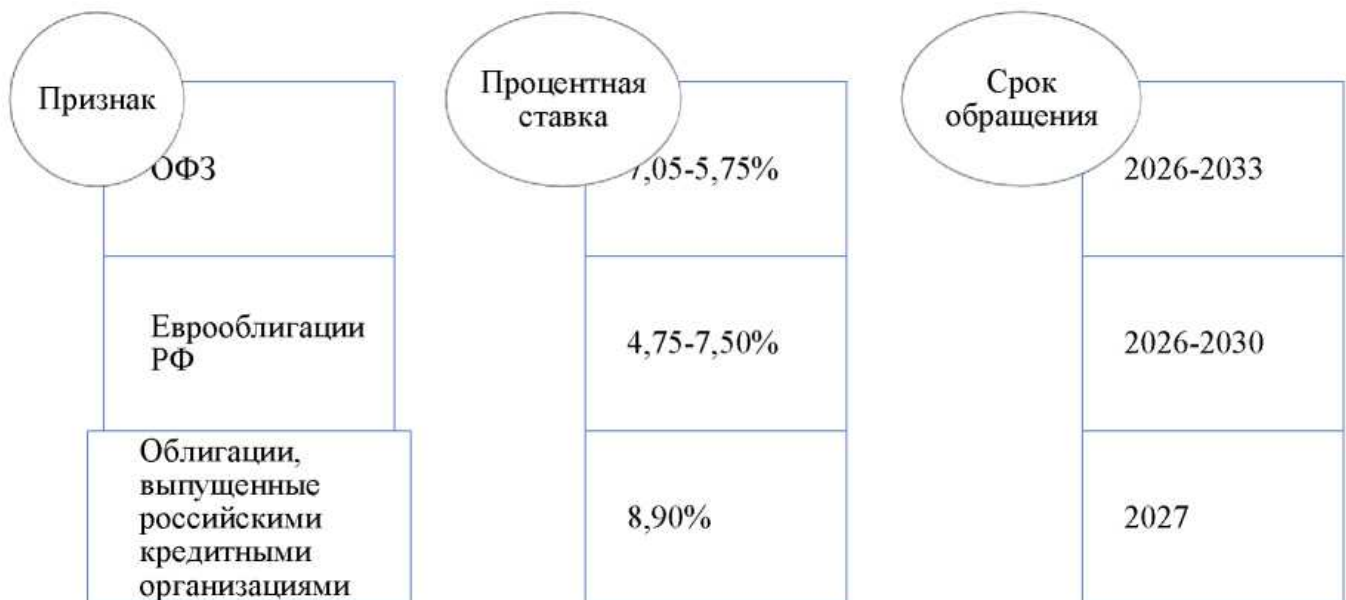 Признак
Процентная
ставка
Срок
обращения
ОФЗ
7,05-5,75%
2026-2033
Еврооблигации
РФ
4,75-7,50%
2026-2030
Облигации,
выпущенные
российскими
кредитными
организациями
8,90%
2027